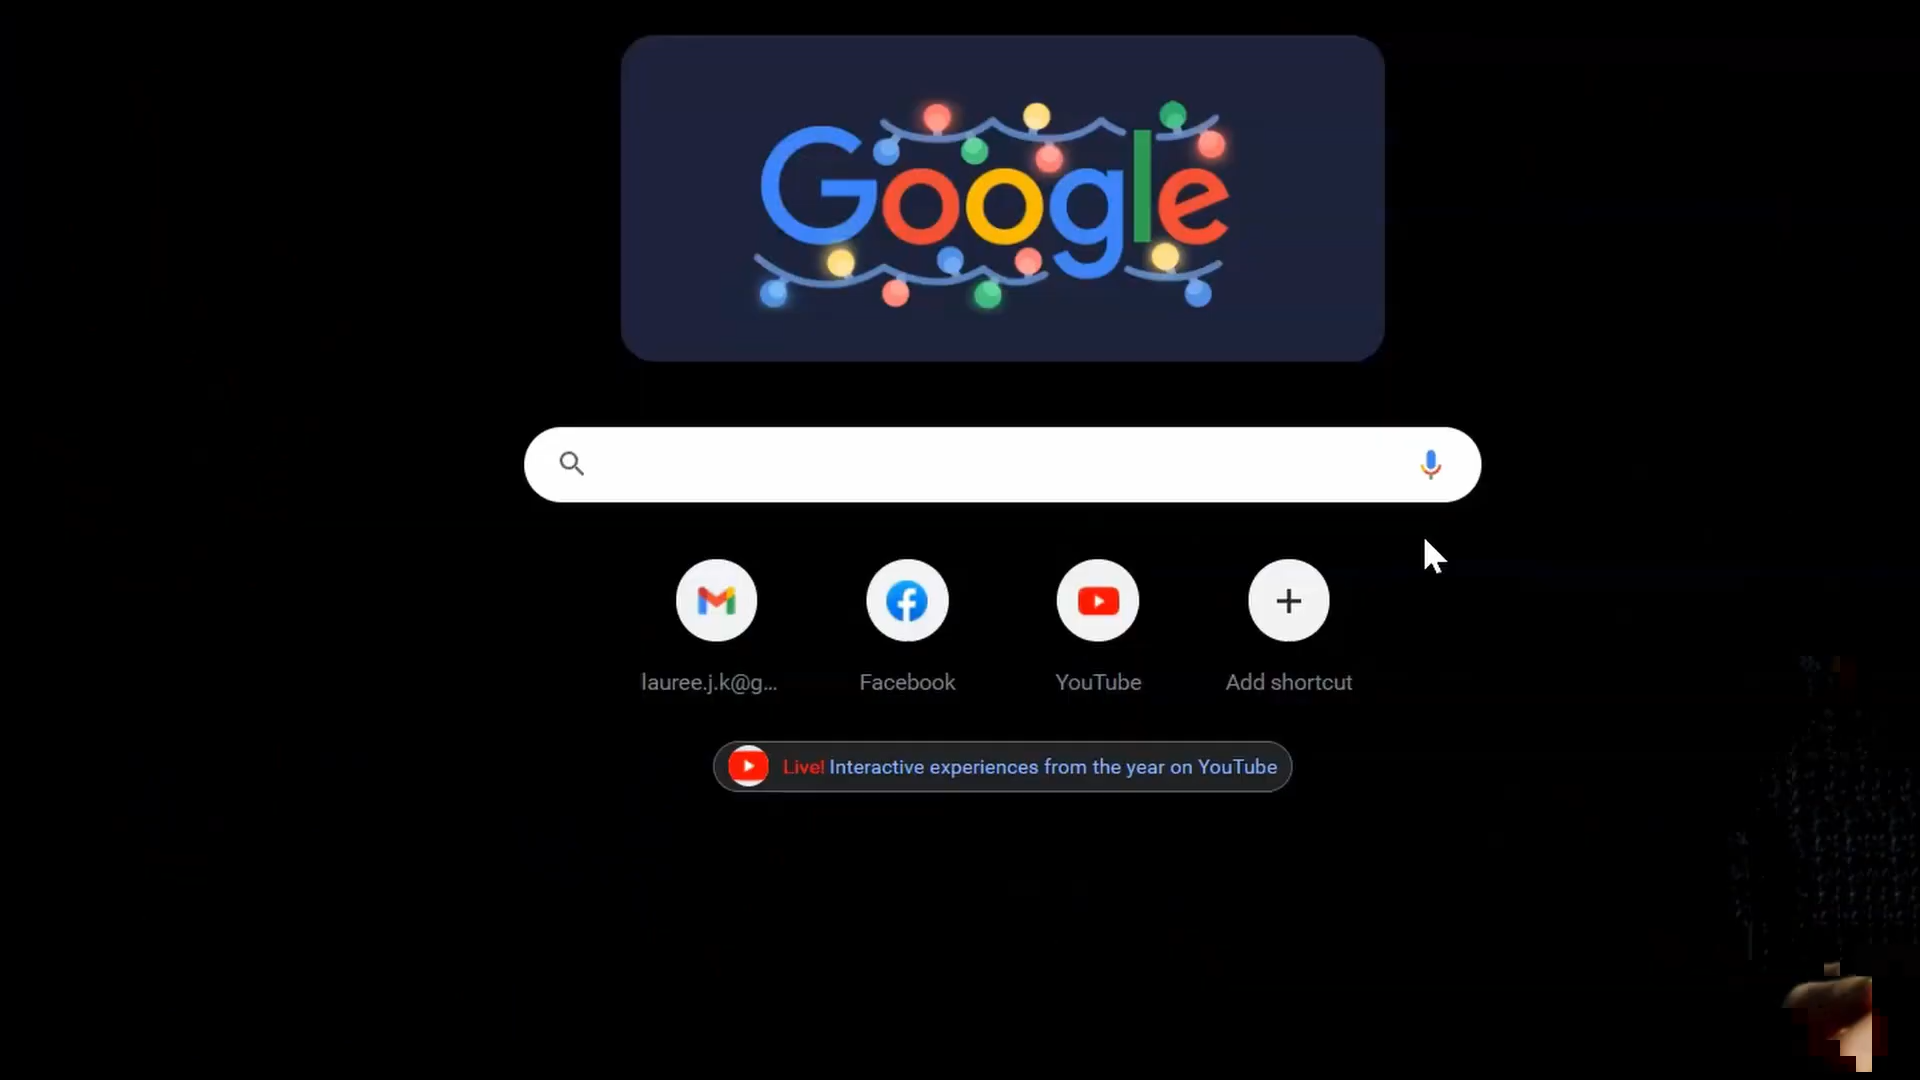 Google
lauree.j.k@g...
Facebook
YouTube
Add shortcut
Live! Interactive experiences from the year on YouTube